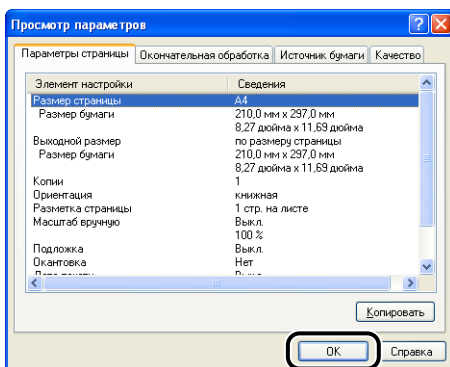 Просмотр параметров
Параметры страницы Окончательная обработка Источник бумаги Качество
Элемент настройки Сведения
Размер страницы A4
Размер бумаги 210,0 мм x 297,0 мм
8,27 дюйма x 11,69 дюйма
Выходной размер по размеру страницы
Размер бумаги 210,0 мм x 297,0 мм
8,27 дюйма x 11,69 дюйма
Копии 1
Ориентация книжная
Разметка страницы 1 стр. на листе
Масштаб вручную Выкл.
100 %
Подложка Выкл.
Окантовка Нет
Копировать
OK Справка